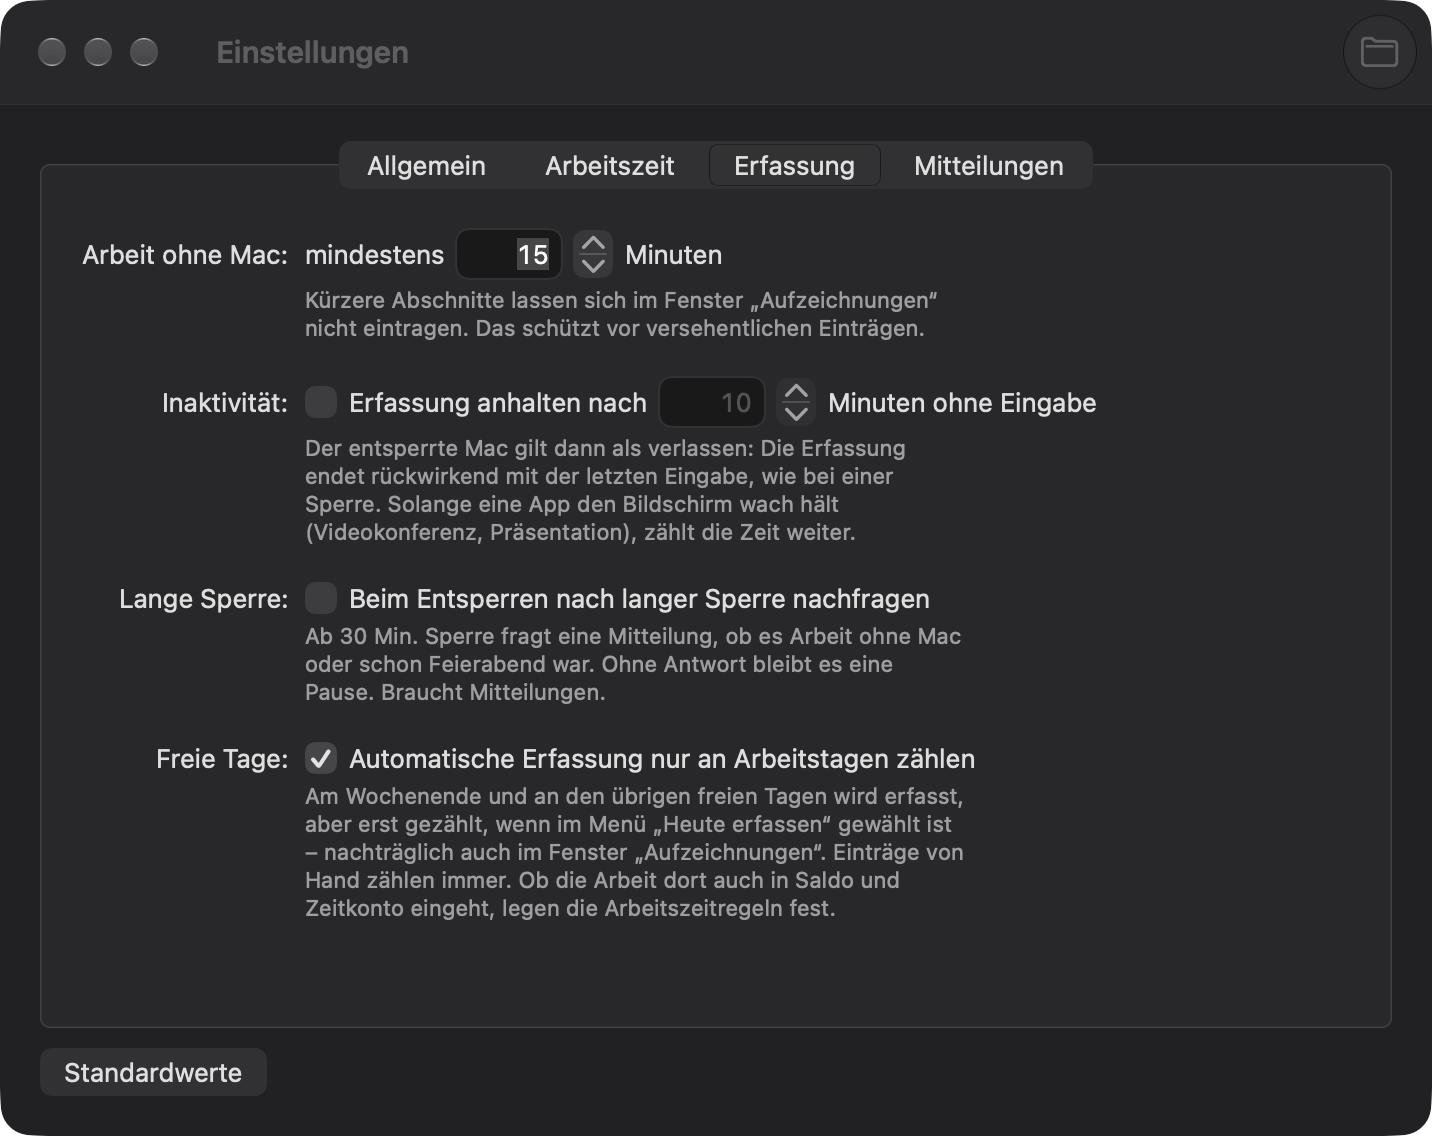 Einstellungen
Allgemein Arbeitszeit Erfassung Mitteilungen
Arbeit ohne Mac: mindestens 15 Minuten
Kürzere Abschnitte lassen sich im Fenster „Aufzeichnungen“
nicht eintragen. Das schützt vor versehentlichen Einträgen.
Inaktivität: Erfassung anhalten nach 10 Minuten ohne Eingabe
Der entsperrte Mac gilt dann als verlassen: Die Erfassung
endet rückwirkend mit der letzten Eingabe, wie bei einer
Sperre. Solange eine App den Bildschirm wach hält
(Videokonferenz, Präsentation), zählt die Zeit weiter.
Lange Sperre: Beim Entsperren nach langer Sperre nachfragen
Ab 30 Min. Sperre fragt eine Mitteilung, ob es Arbeit ohne Mac
oder schon Feierabend war. Ohne Antwort bleibt es eine
Pause. Braucht Mitteilungen.
Freie Tage: Automatische Erfassung nur an Arbeitstagen zählen
Am Wochenende und an den übrigen freien Tagen wird erfasst,
aber erst gezählt, wenn im Menü „Heute erfassen“ gewählt ist
– nachträglich auch im Fenster „Aufzeichnungen“. Einträge von
Hand zählen immer. Ob die Arbeit dort auch in Saldo und
Zeitkonto eingeht, legen die Arbeitszeitregeln fest.
Standardwerte